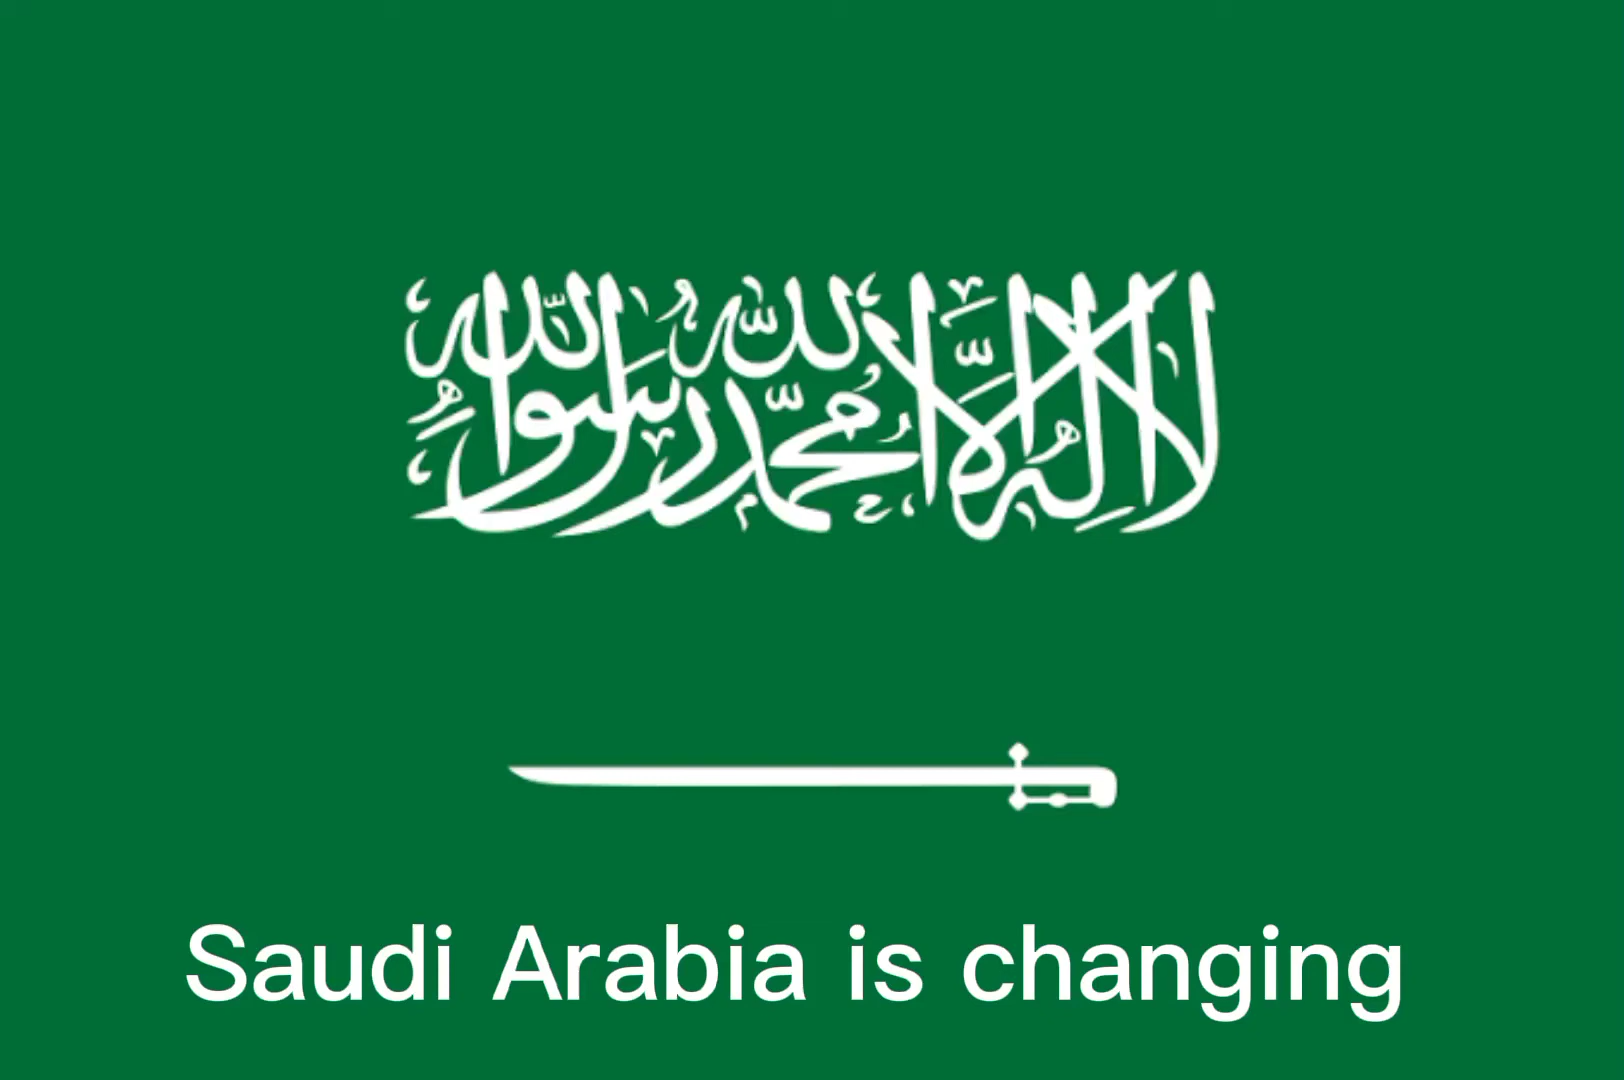 لا إله إلا الله محمد رسول الله
Saudi Arabia is changing